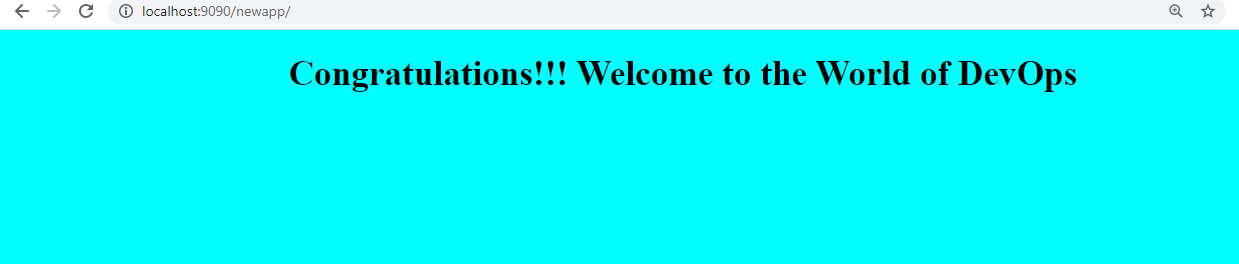 localhost:9090/newapp/
Congratulations!!! Welcome to the World of DevOps